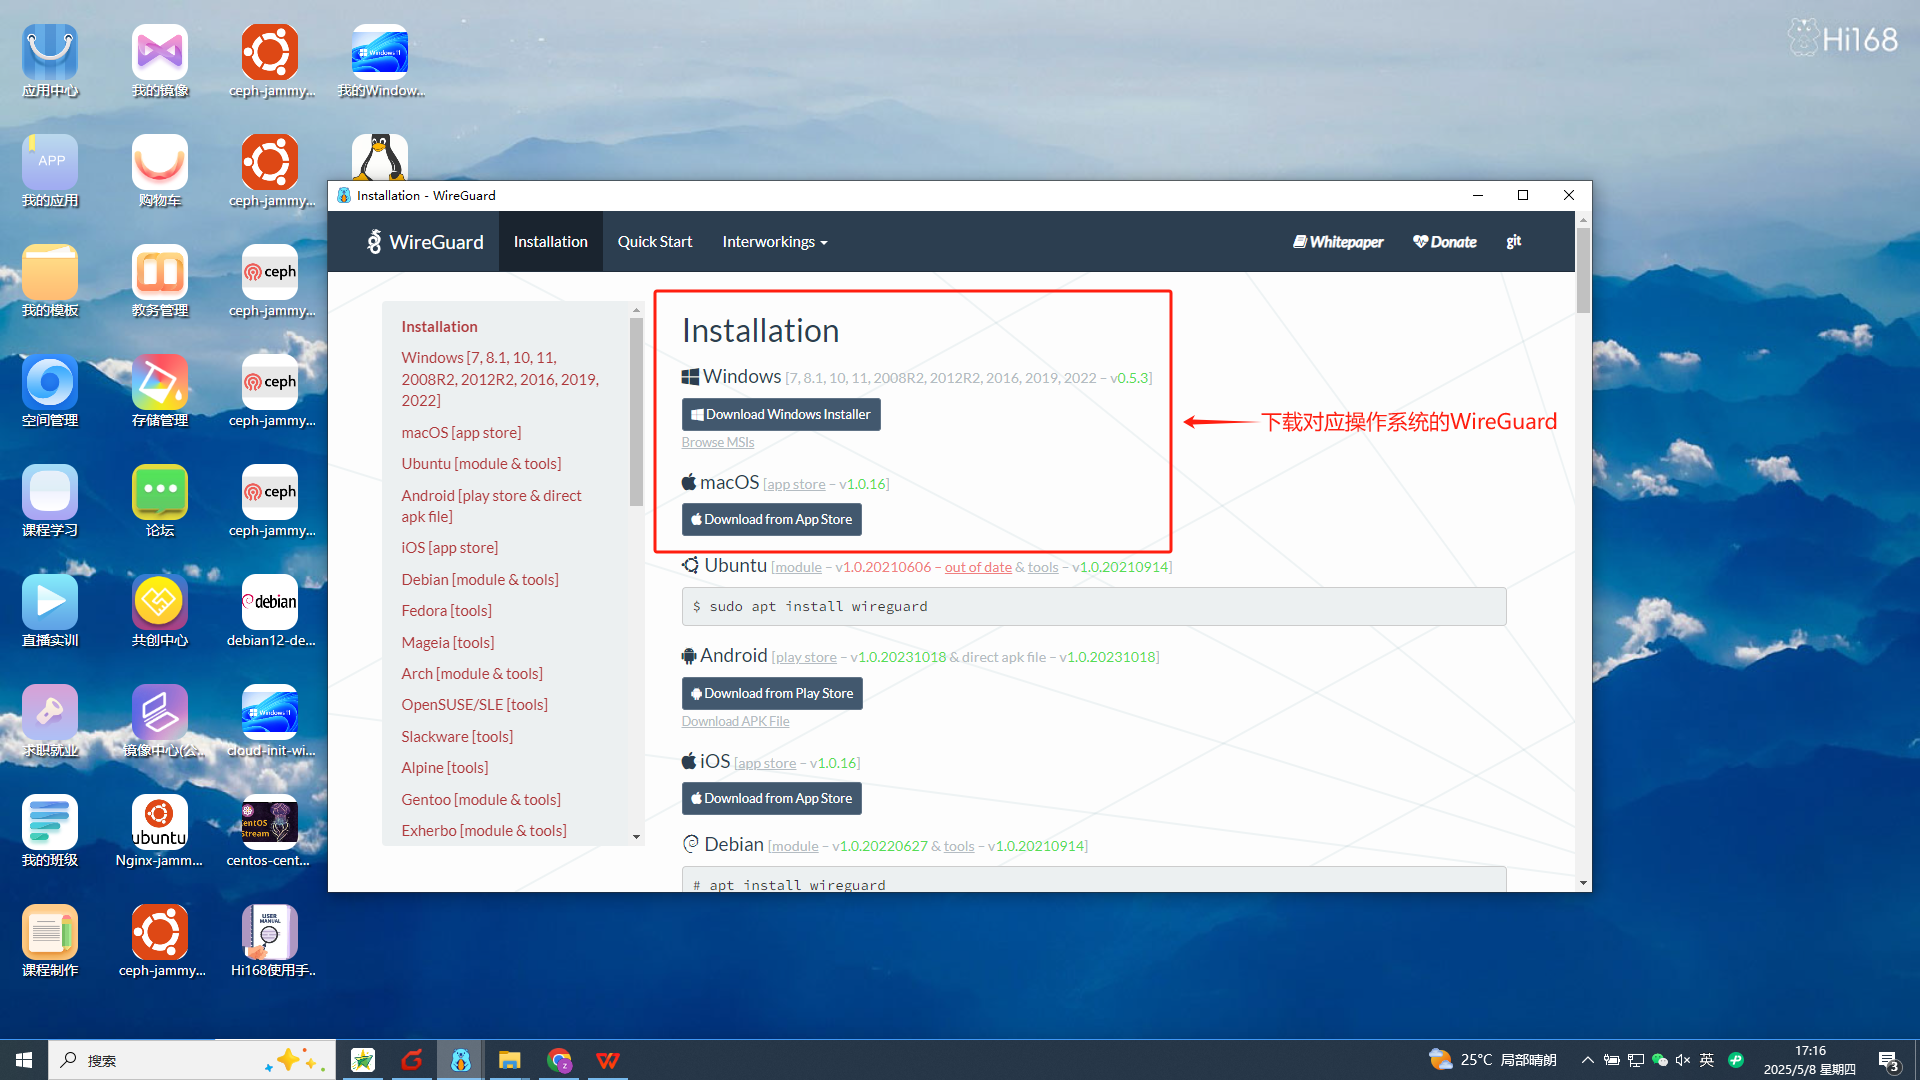 Hi168
应用中心
我的镜像
ceph-jammy...
我的Window...
APP
我的应用
购物车
ceph-jammy...
我的模板
教务管理
ceph
ceph-jammy...
空间管理
存储管理
ceph
ceph-jammy...
课程学习
论坛
ceph
ceph-jammy...
直播实训
共创中心
debian
debian12-de...
求职就业
镜像中心(公...
Windows 11
cloud-init-wi...
我的班级
ubuntu
Nginx-jamm...
centos-cent...
课程制作
ceph-jammy...
USER
MANUAL
Hi168使用手..
Installation - WireGuard
WireGuard
Installation
Quick Start
Interworkings
Whitepaper
Donate
git
Installation
Windows [7, 8.1, 10, 11,
2008R2, 2012R2, 2016, 2019,
2022]
macOS [app store]
Ubuntu [module & tools]
Android [play store & direct
apk file]
iOS [app store]
Debian [module & tools]
Fedora [tools]
Mageia [tools]
Arch [module & tools]
OpenSUSE/SLE [tools]
Slackware [tools]
Alpine [tools]
Gentoo [module & tools]
Exherbo [module & tools]
Installation
Windows [7, 8.1, 10, 11, 2008R2, 2012R2, 2016, 2019, 2022 – v0.5.3]
Download Windows Installer
Browse MSIs
macOS [app store – v1.0.16]
Download from App Store
下载对应操作系统的WireGuard
Ubuntu [module – v1.0.20210606 – out of date & tools – v1.0.20210914]
$ sudo apt install wireguard
Android [play store – v1.0.20231018 & direct apk file – v1.0.20231018]
Download from Play Store
Download APK File
iOS [app store – v1.0.16]
Download from App Store
Debian [module – v1.0.20220627 & tools – v1.0.20210914]
# apt install wireguard
搜索
25°C 局部晴朗
英
17:16
2025/5/8 星期四
3